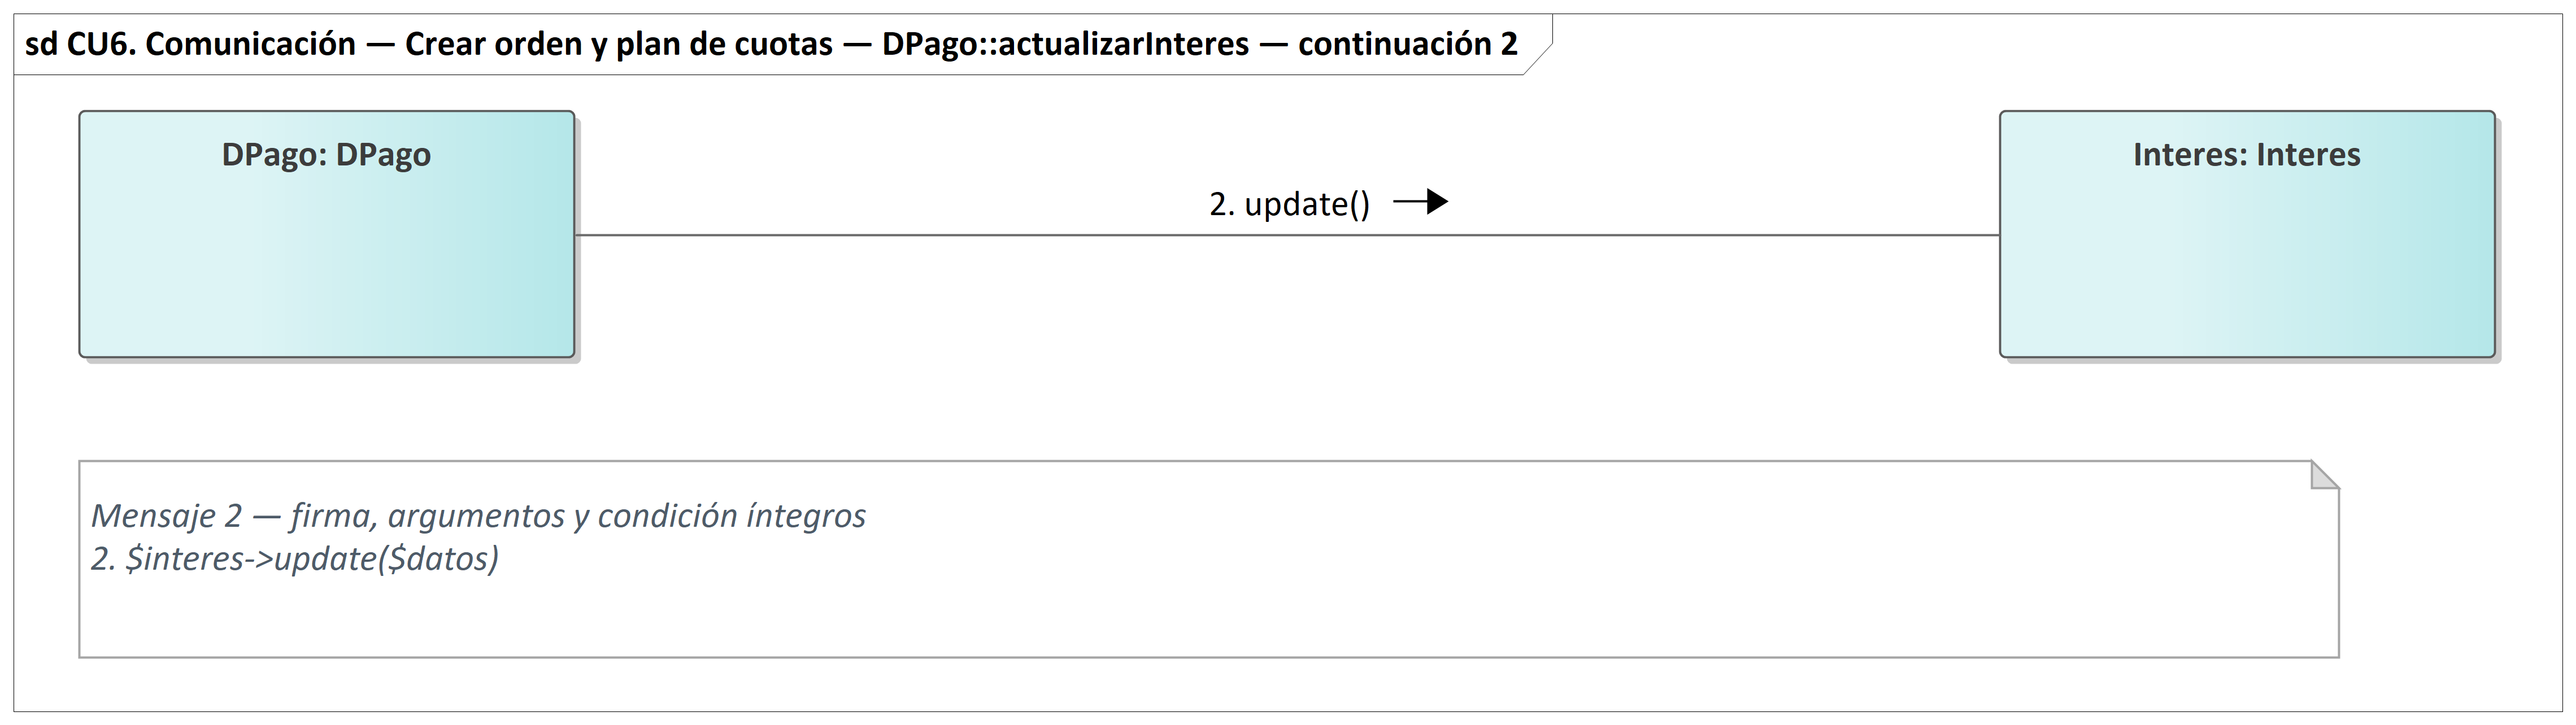 sd CU6. Comunicación — Crear orden y plan de cuotas — DPago::actualizarInteres — continuación 2
DPago: DPago
Interes: Interes
2. update()
Mensaje 2 — firma, argumentos y condición íntegros
2. $interes->update($datos)